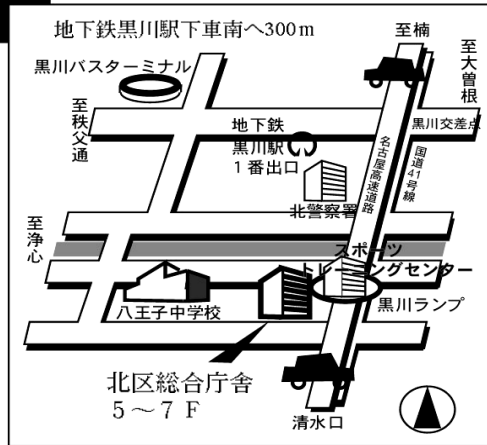 地下鉄黒川駅下車南へ300m
至楠
至大曽根
黒川バスターミナル
至秩父通
地下鉄
黒川駅
1番出口
黒川交差点
名古屋高速道路
国道41号線
北警察署
至浄心
スポーツ
トレーニングセンター
八王子中学校
黒川ランプ
北区総合庁舎
5~7F
清水口